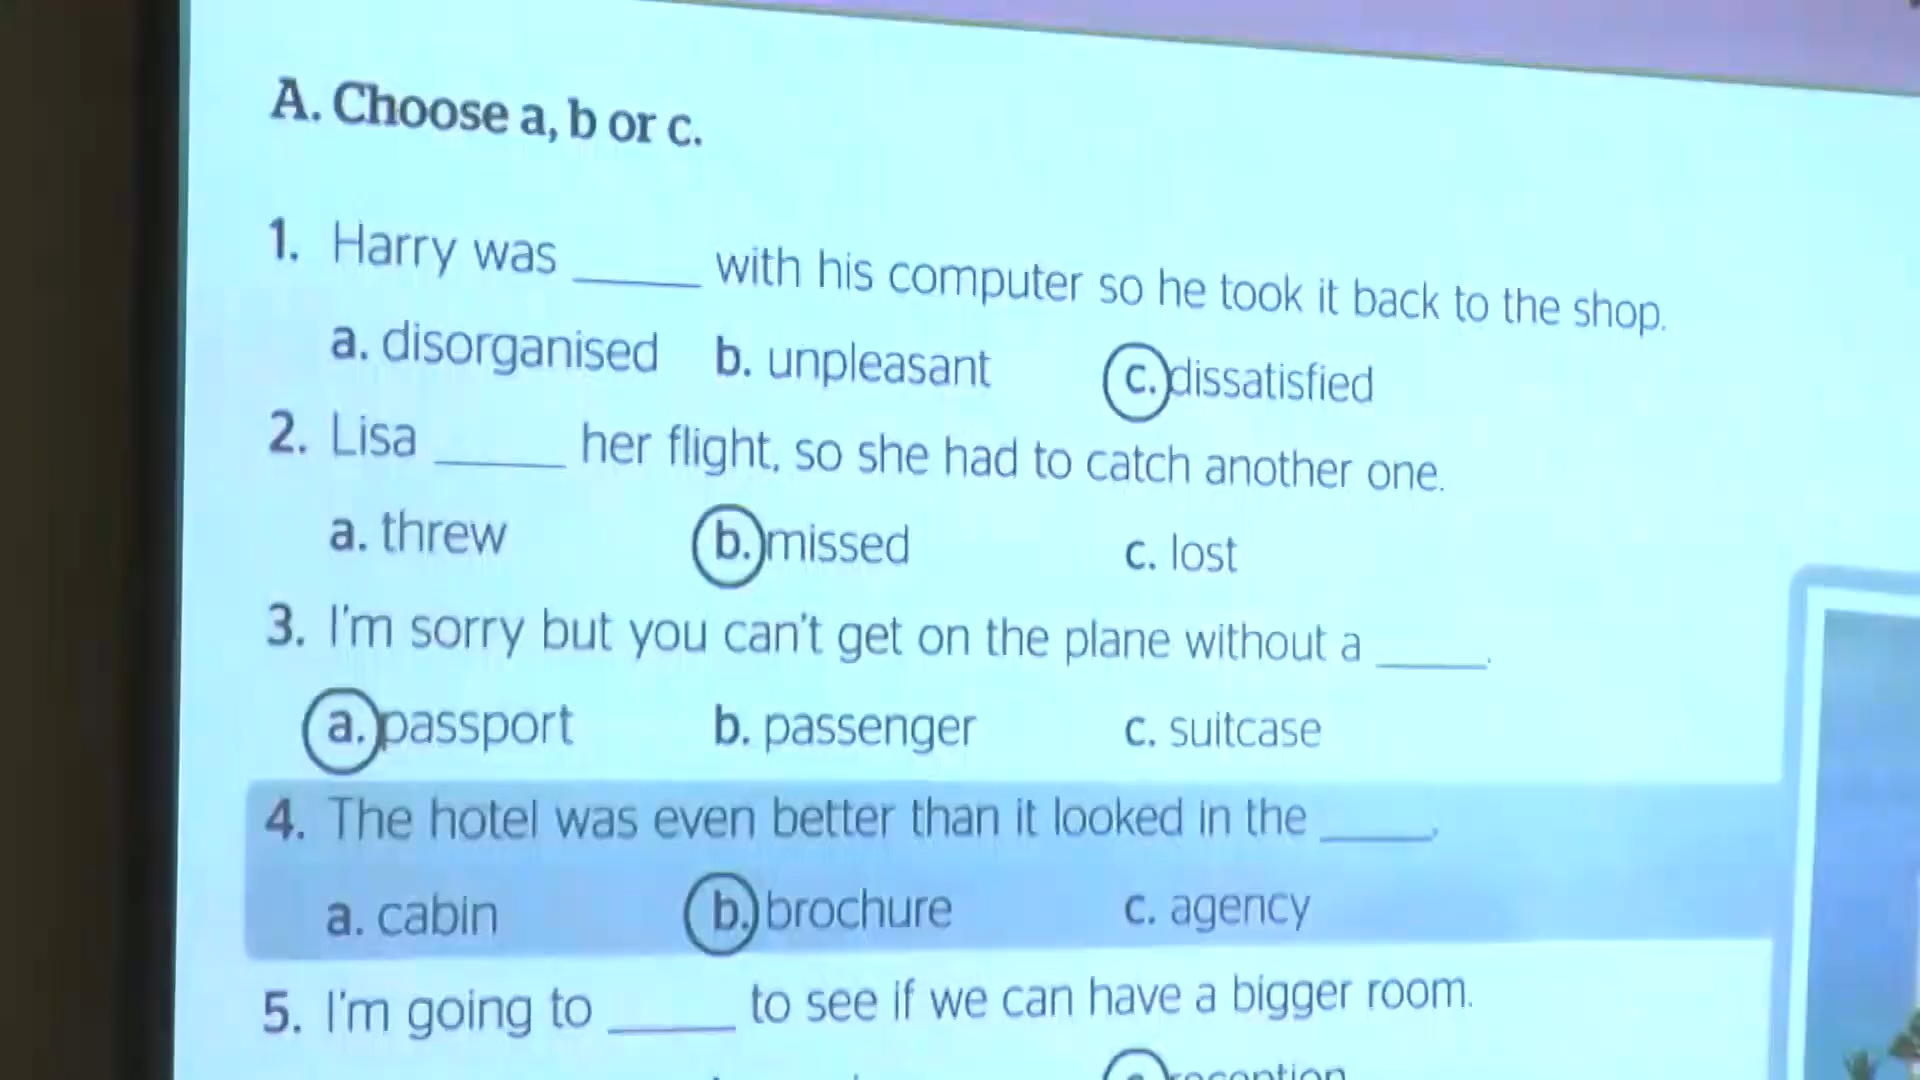 A. Choose a, b or c.
1. Harry was _____ with his computer so he took it back to the shop.
a. disorganised b. unpleasant c. dissatisfied
2. Lisa _____ her flight, so she had to catch another one.
a. threw b. missed c. lost
3. I'm sorry but you can't get on the plane without a _____.
a. passport b. passenger c. suitcase
4. The hotel was even better than it looked in the _____.
a. cabin b. brochure c. agency
5. I'm going to _____ to see if we can have a bigger room.
reception